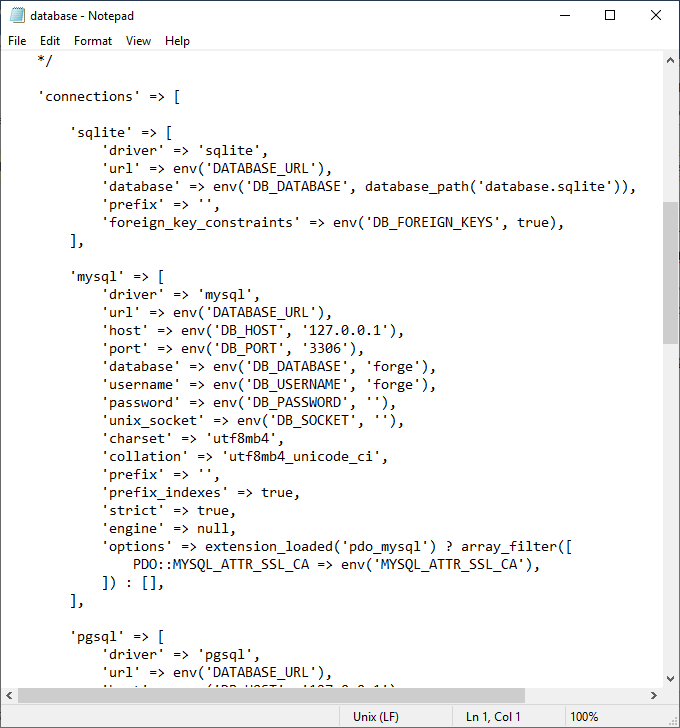 database - Notepad
File Edit Format View Help
*/
'connections' => [
'sqlite' => [
'driver' => 'sqlite',
'url' => env('DATABASE_URL'),
'database' => env('DB_DATABASE', database_path('database.sqlite')),
'prefix' => '',
'foreign_key_constraints' => env('DB_FOREIGN_KEYS', true),
],
'mysql' => [
'driver' => 'mysql',
'url' => env('DATABASE_URL'),
'host' => env('DB_HOST', '127.0.0.1'),
'port' => env('DB_PORT', '3306'),
'database' => env('DB_DATABASE', 'forge'),
'username' => env('DB_USERNAME', 'forge'),
'password' => env('DB_PASSWORD', ''),
'unix_socket' => env('DB_SOCKET', ''),
'charset' => 'utf8mb4',
'collation' => 'utf8mb4_unicode_ci',
'prefix' => '',
'prefix_indexes' => true,
'strict' => true,
'engine' => null,
'options' => extension_loaded('pdo_mysql') ? array_filter([
PDO::MYSQL_ATTR_SSL_CA => env('MYSQL_ATTR_SSL_CA'),
]) : [],
],
'pgsql' => [
'driver' => 'pgsql',
'url' => env('DATABASE_URL'),
Unix (LF) Ln 1, Col 1 100%